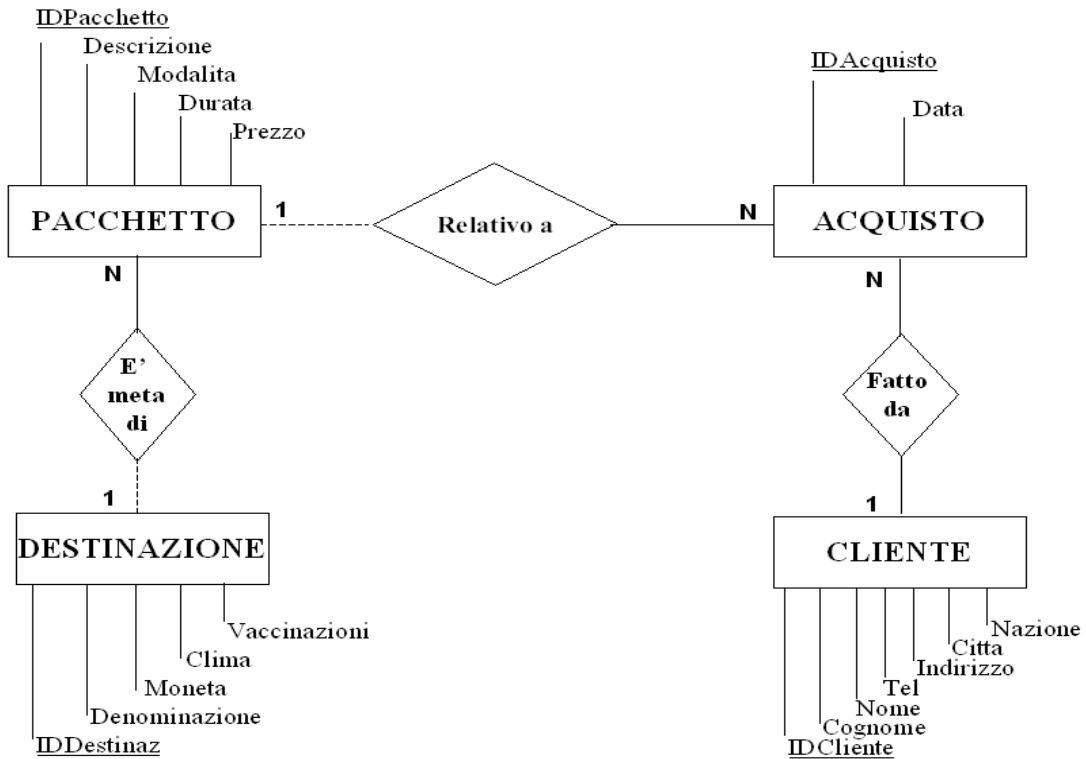 IDPacchetto
Descrizione
Modalita
Durata
Prezzo
IDAcquisto
Data
PACCHETTO
1
Relativo a
N
ACQUISTO
N
N
E'
meta
di
Fatto
da
1
1
DESTINAZIONE
CLIENTE
Vaccinazioni
Clima
Moneta
Denominazione
IDDestinaz
Nazione
Citta
Indirizzo
Tel
Nome
Cognome
IDCliente